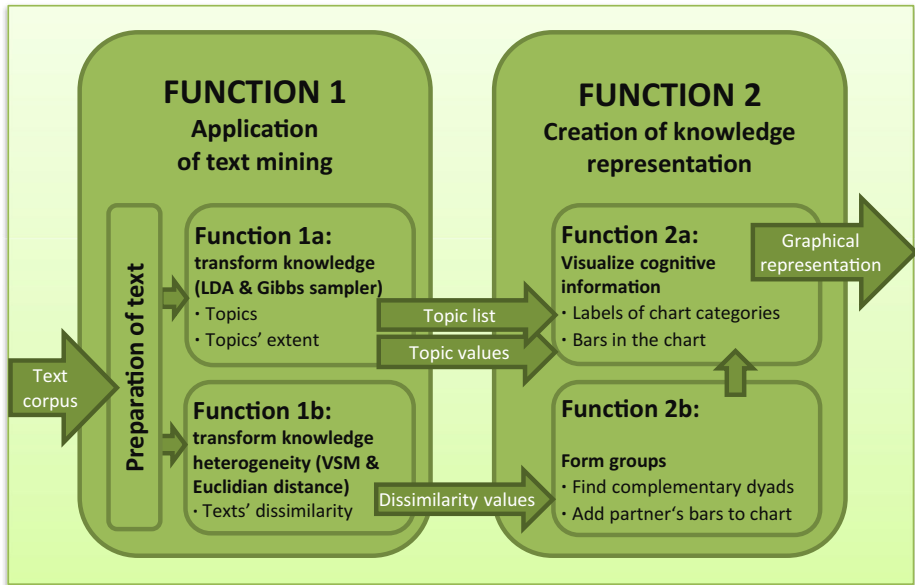 FUNCTION 1
Application
of text mining
Text
corpus
Preparation of text
Function 1a:
transform knowledge
(LDA & Gibbs sampler)
· Topics
· Topics' extent
Function 1b:
transform knowledge
heterogeneity (VSM &
Euclidian distance)
· Texts' dissimilarity
Topic list
Topic values
Dissimilarity values
FUNCTION 2
Creation of knowledge
representation
Function 2a:
Visualize cognitive
information
· Labels of chart categories
· Bars in the chart
Function 2b:
Form groups
· Find complementary dyads
· Add partner's bars to chart
Graphical
representation